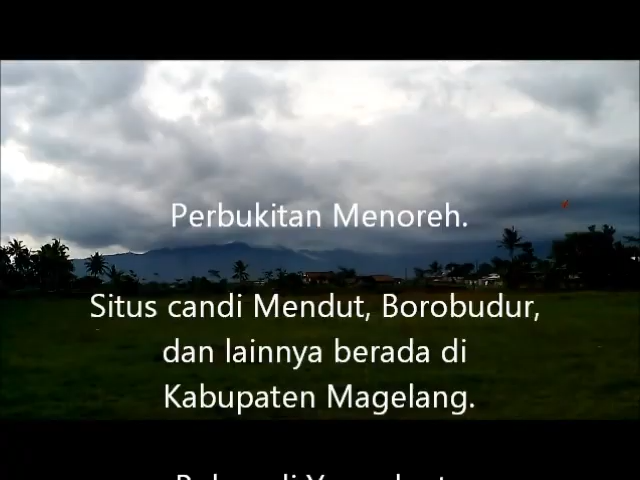 Perbukitan Menoreh.
Situs candi Mendut, Borobudur,
dan lainnya berada di
Kabupaten Magelang.